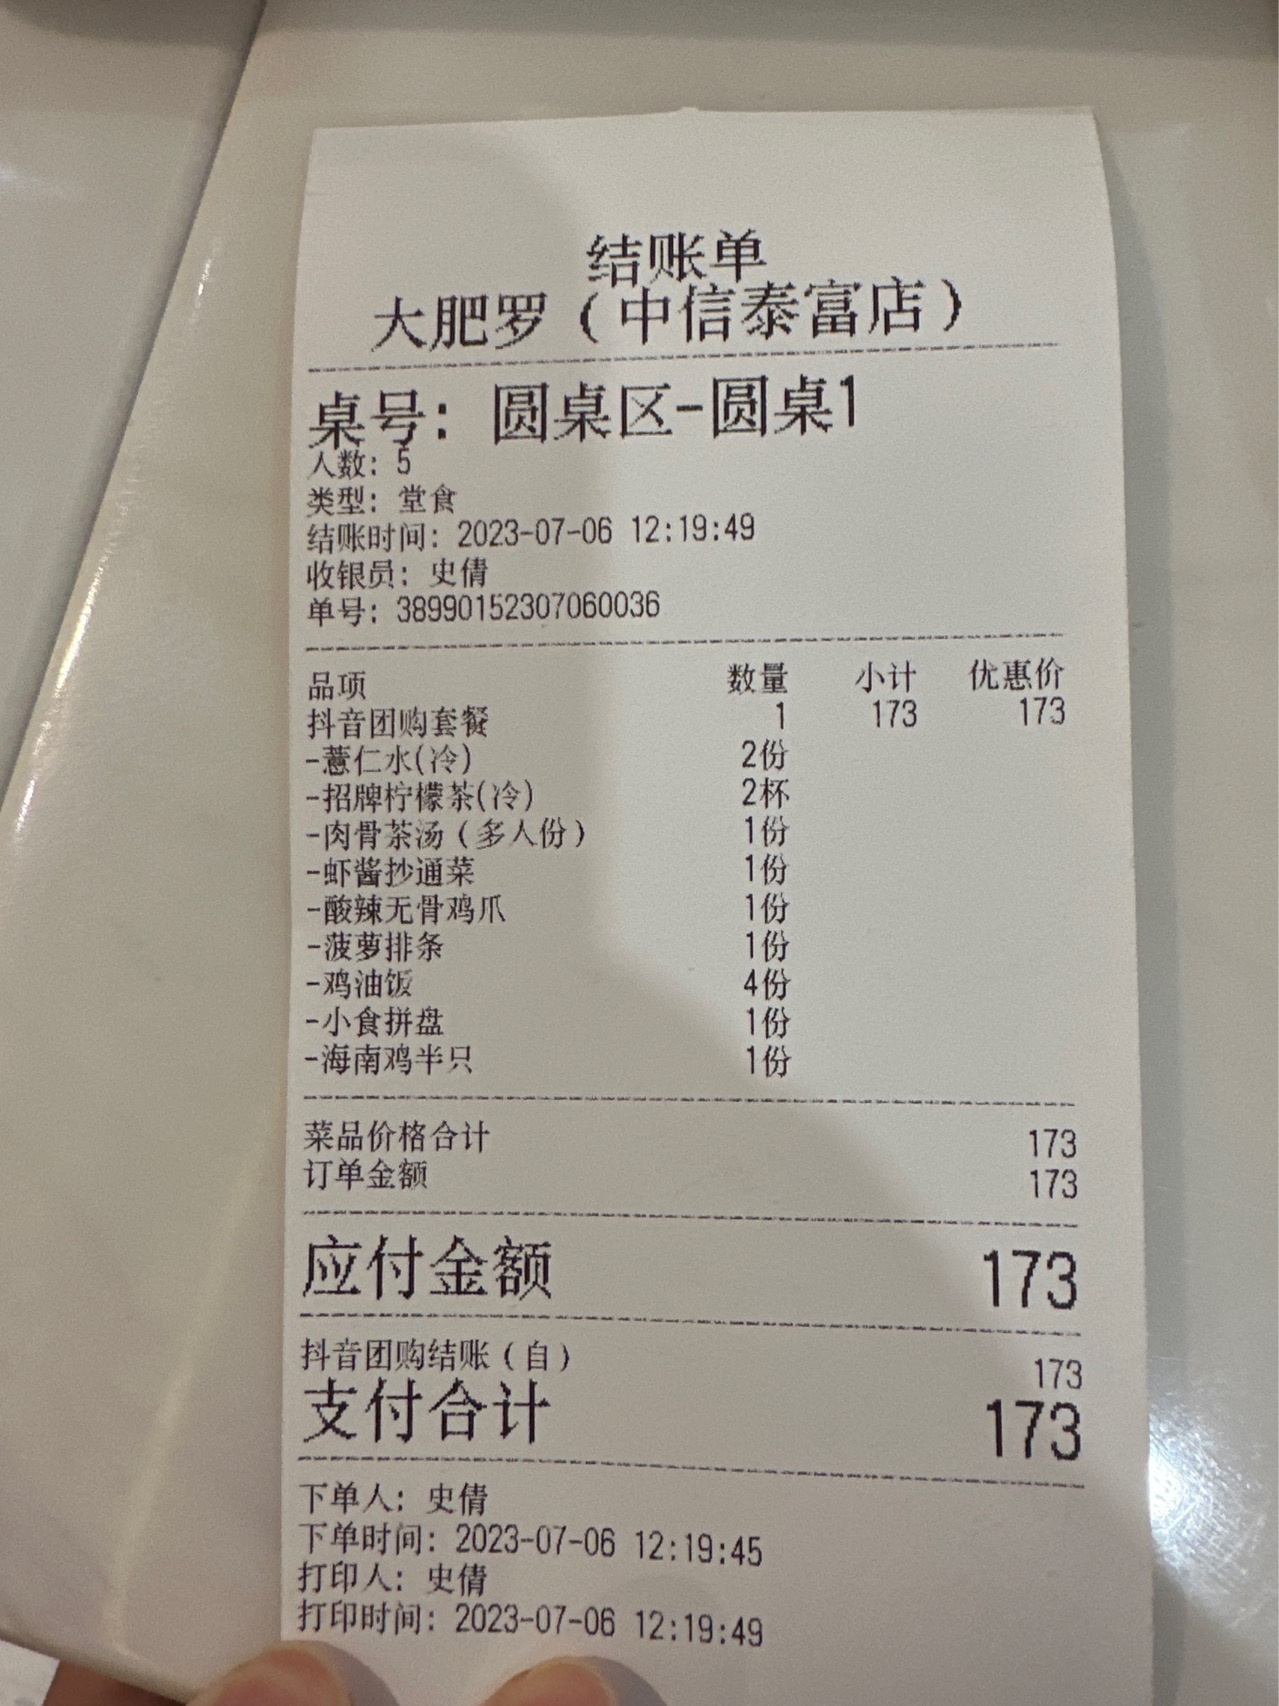 结账单
大肥罗（中信泰富店）
桌号: 圆桌区-圆桌1
人数: 5
类型: 堂食
结账时间: 2023-07-06 12:19:49
收银员: 史倩
单号: 38990152307060036
品项 数量 小计 优惠价
抖音团购套餐 1 173 173
-薏仁水(冷) 2份
-招牌柠檬茶(冷) 2杯
-肉骨茶汤（多人份） 1份
-虾酱抄通菜 1份
-酸辣无骨鸡爪 1份
-菠萝排条 1份
-鸡油饭 4份
-小食拼盘 1份
-海南鸡半只 1份
菜品价格合计 173
订单金额 173
应付金额 173
抖音团购结账（自） 173
支付合计 173
下单人: 史倩
下单时间: 2023-07-06 12:19:45
打印人: 史倩
打印时间: 2023-07-06 12:19:49